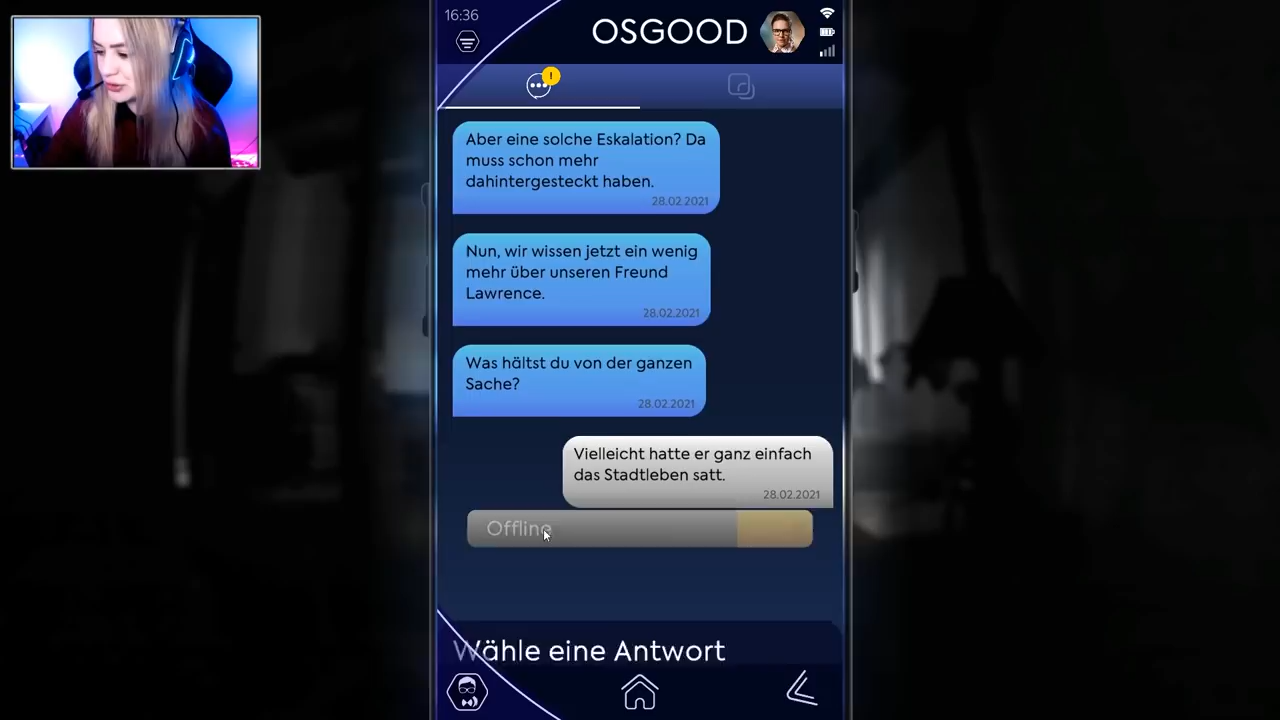 16:36
OSGOOD
!
Aber eine solche Eskalation? Da
muss schon mehr
dahintergesteckt haben.
28.02.2021
Nun, wir wissen jetzt ein wenig
mehr über unseren Freund
Lawrence.
28.02.2021
Was hältst du von der ganzen
Sache?
28.02.2021
Vielleicht hatte er ganz einfach
das Stadtleben satt.
28.02.2021
Offline
Wähle eine Antwort